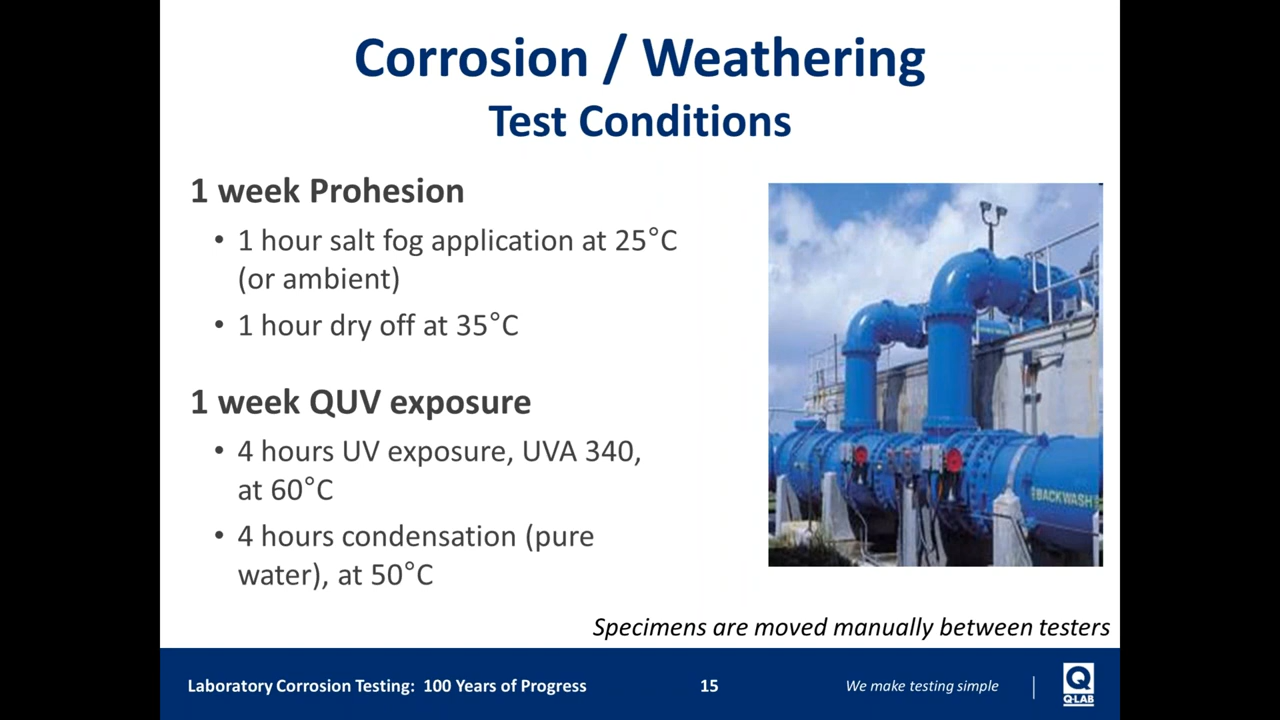 Corrosion / Weathering
Test Conditions
1 week Prohesion
• 1 hour salt fog application at 25°C
(or ambient)
• 1 hour dry off at 35°C
1 week QUV exposure
• 4 hours UV exposure, UVA 340,
at 60°C
• 4 hours condensation (pure
water), at 50°C
BACKWASH
Specimens are moved manually between testers
Laboratory Corrosion Testing: 100 Years of Progress
15
We make testing simple
Q
Q-LAB